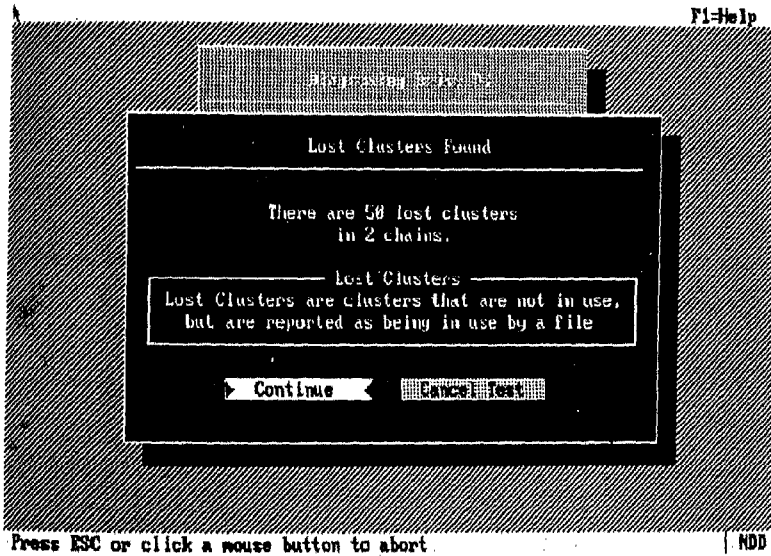 F1=Help
Diagnosing Drive
Lost Clusters Found
There are 50 lost clusters
in 2 chains.
Lost Clusters
Lost Clusters are clusters that are not in use,
but are reported as being in use by a file
Continue
Cancel Test
Press ESC or click a mouse button to abort
NDD